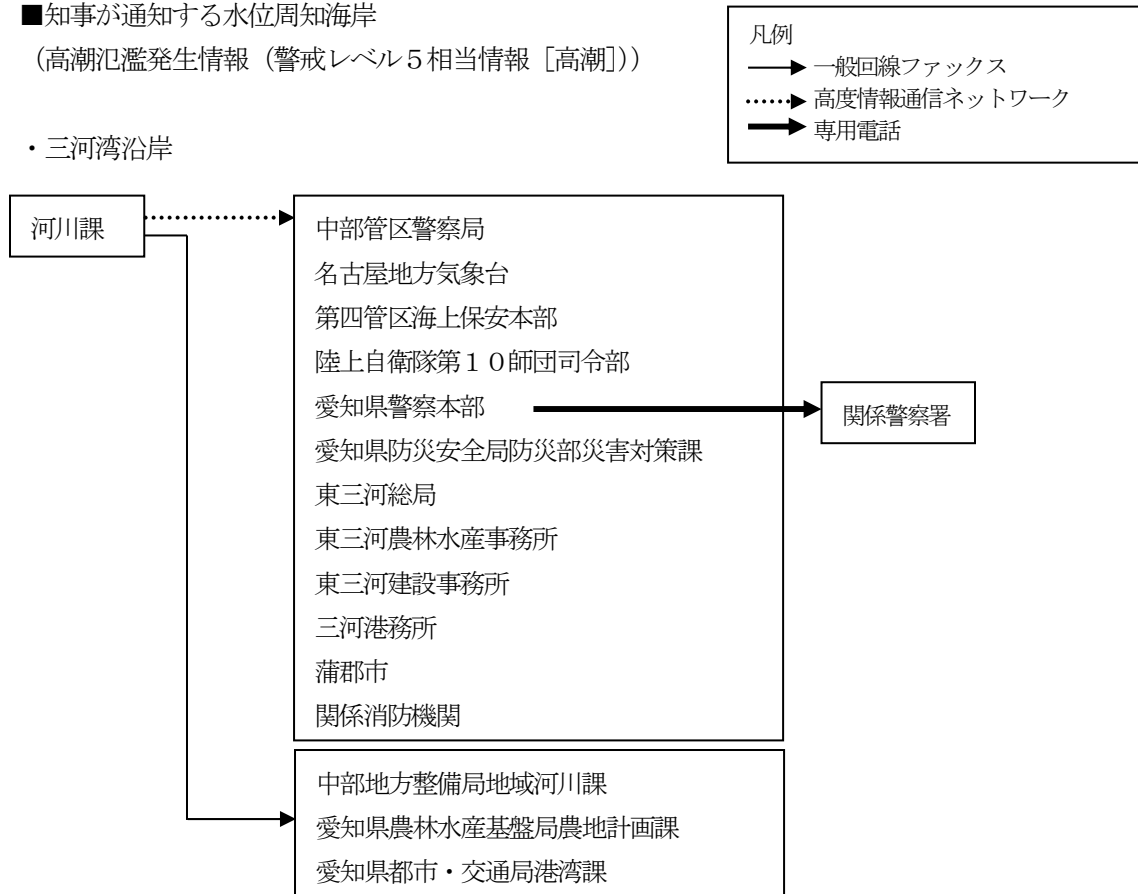 ■知事が通知する水位周知海岸
（高潮氾濫発生情報（警戒レベル５相当情報［高潮］））
凡例
一般回線ファックス
高度情報通信ネットワーク
専用電話
・三河湾沿岸
河川課
中部管区警察局
名古屋地方気象台
第四管区海上保安本部
陸上自衛隊第１０師団司令部
愛知県警察本部
関係警察署
愛知県防災安全局防災部災害対策課
東三河総局
東三河農林水産事務所
東三河建設事務所
三河港務所
蒲郡市
関係消防機関
中部地方整備局地域河川課
愛知県農林水産基盤局農地計画課
愛知県都市・交通局港湾課